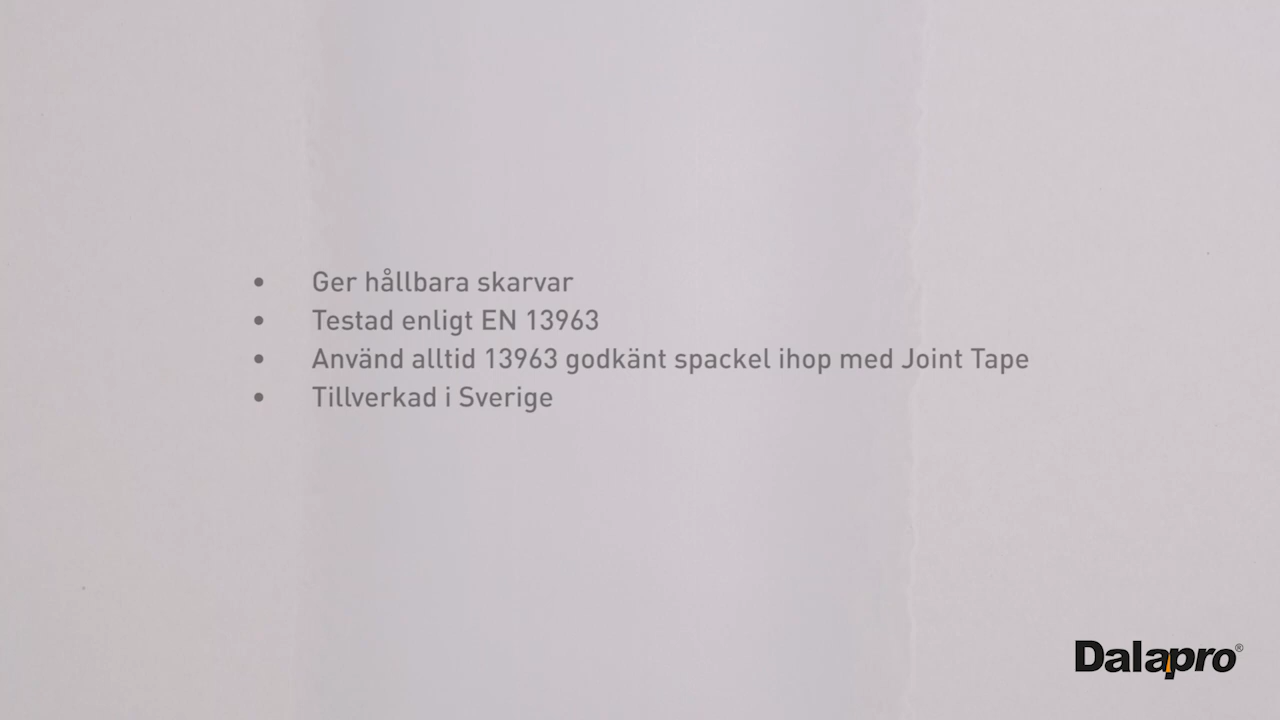 • Ger hållbara skarvar
• Testad enligt EN 13963
• Använd alltid 13963 godkänt spackel ihop med Joint Tape
• Tillverkad i Sverige
Dalapro®